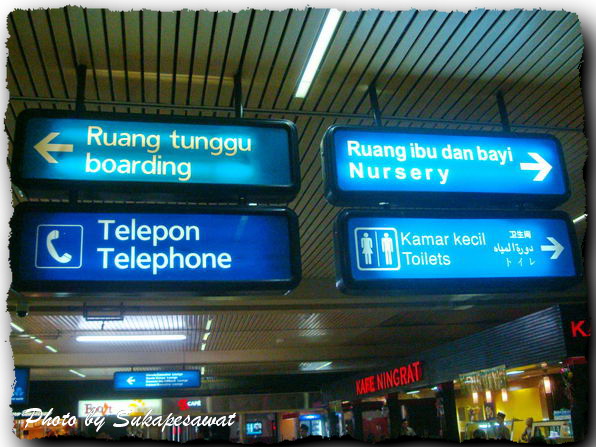 Ruang tunggu
boarding
Ruang ibu dan bayi
Nursery
Telepon
Telephone
Kamar kecil
Toilets
卫生间
دورة المياه
トイレ
KAFE NINGRAT
CAFE
K
Photo by Sukapesawat